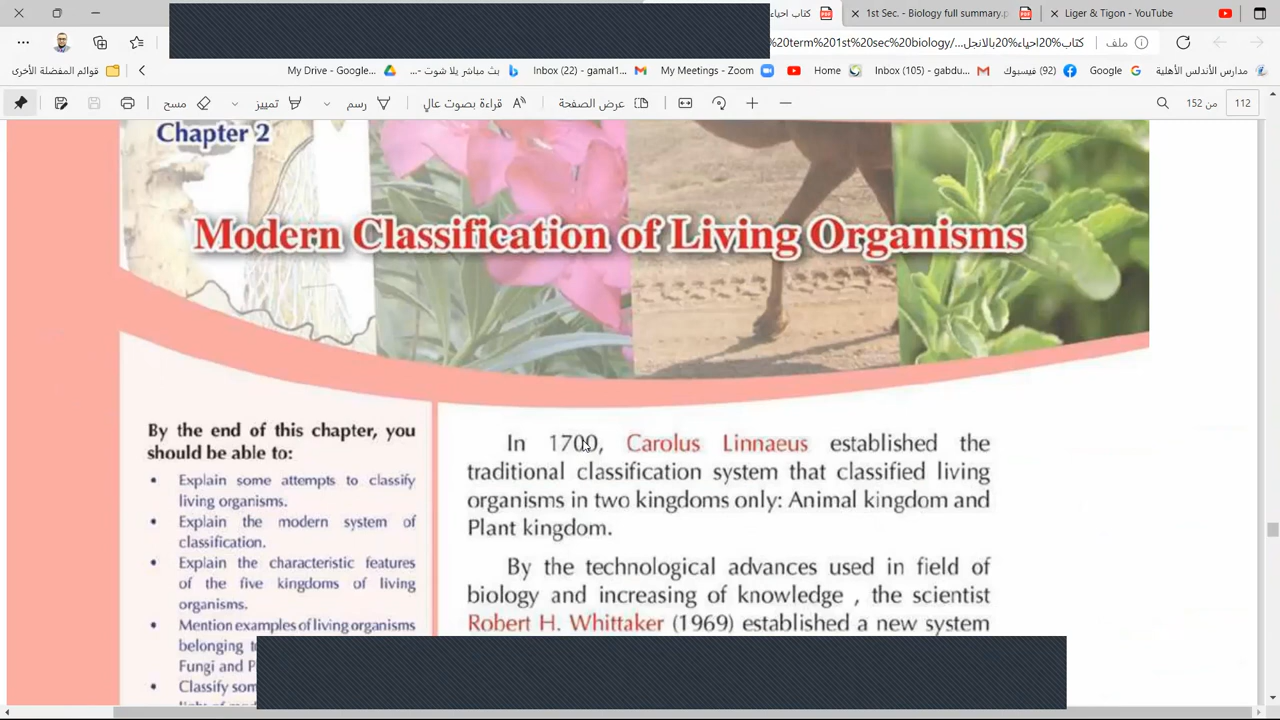 كتاب احياء
1st Sec. - Biology full summary.p
Liger & Tigon - YouTube
term%201st%20sec%20biology/...كتاب%20احياء%20بالانجل%20
ملف
قوائم المفضلة الأخرى
My Drive - Google...
بث مباشر يلا شوت -...
Inbox (22) - gamal1...
My Meetings - Zoom
Home
Inbox (105) - gabdu...
(92) فيسبوك
Google
مدارس الأندلس الأهلية
مسح
تمييز
رسم
قراءة بصوت عالٍ
عرض الصفحة
من 152
112
Chapter 2
Modern Classification of Living Organisms
By the end of this chapter, you
should be able to:
• Explain some attempts to classify
living organisms.
• Explain the modern system of
classification.
• Explain the characteristic features
of the five kingdoms of living
organisms.
• Mention examples of living organisms
belonging
Fungi and P
• Classify som
In 1700, Carolus Linnaeus established the
traditional classification system that classified living
organisms in two kingdoms only: Animal kingdom and
Plant kingdom.
By the technological advances used in field of
biology and increasing of knowledge , the scientist
Robert H. Whittaker (1969) established a new system